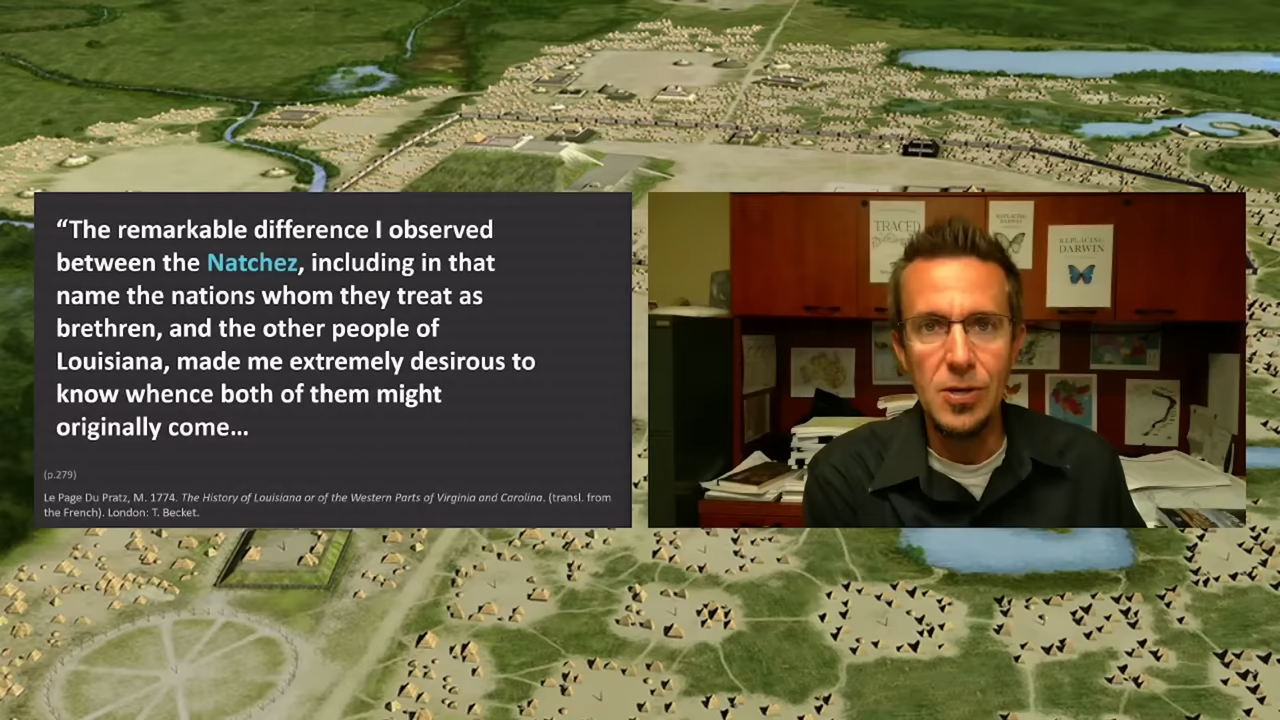 “The remarkable difference I observed
between the Natchez, including in that
name the nations whom they treat as
brethren, and the other people of
Louisiana, made me extremely desirous to
know whence both of them might
originally come...
(p.279)
Le Page Du Pratz, M. 1774. The History of Louisiana or of the Western Parts of Virginia and Carolina. (transl. from
the French). London: T. Becket.
TRACED
REPLACING
DARWIN
REPLACING
DARWIN